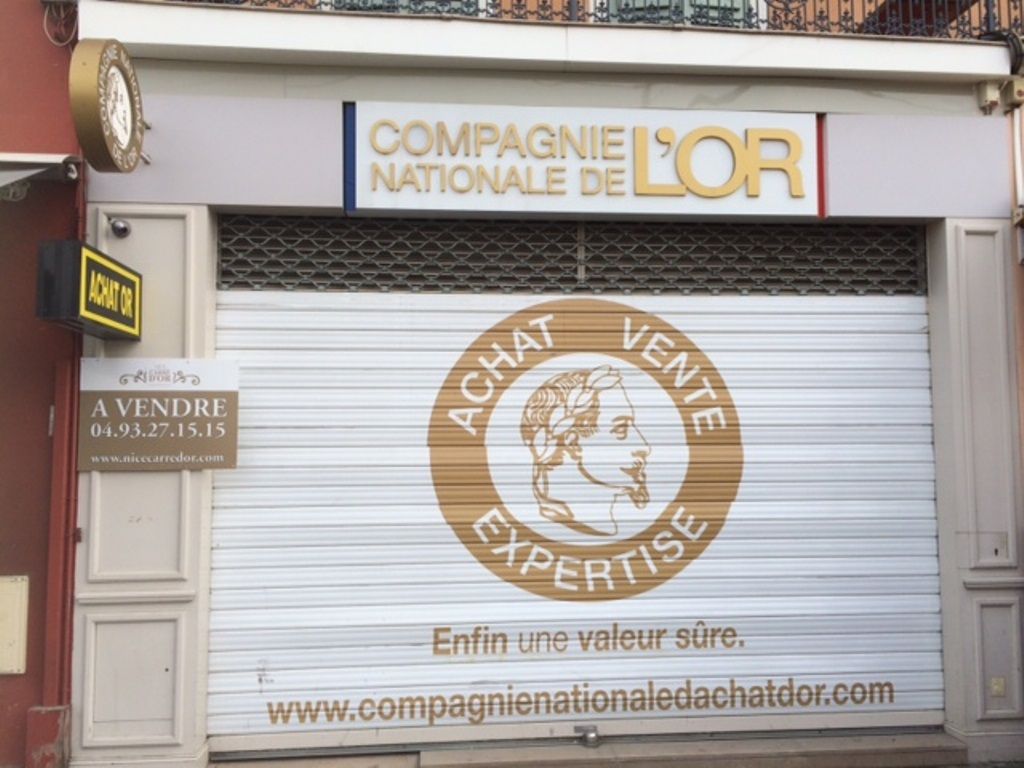 COMPAGNIE
NATIONALE DE
L'OR
ACHAT OR
D'OR
A VENDRE
04.93.27.15.15
www.nicecarredor.com
ACHAT VENTE
EXPERTISE
Enfin une valeur sûre.
www.compagnienationaledachatdor.com